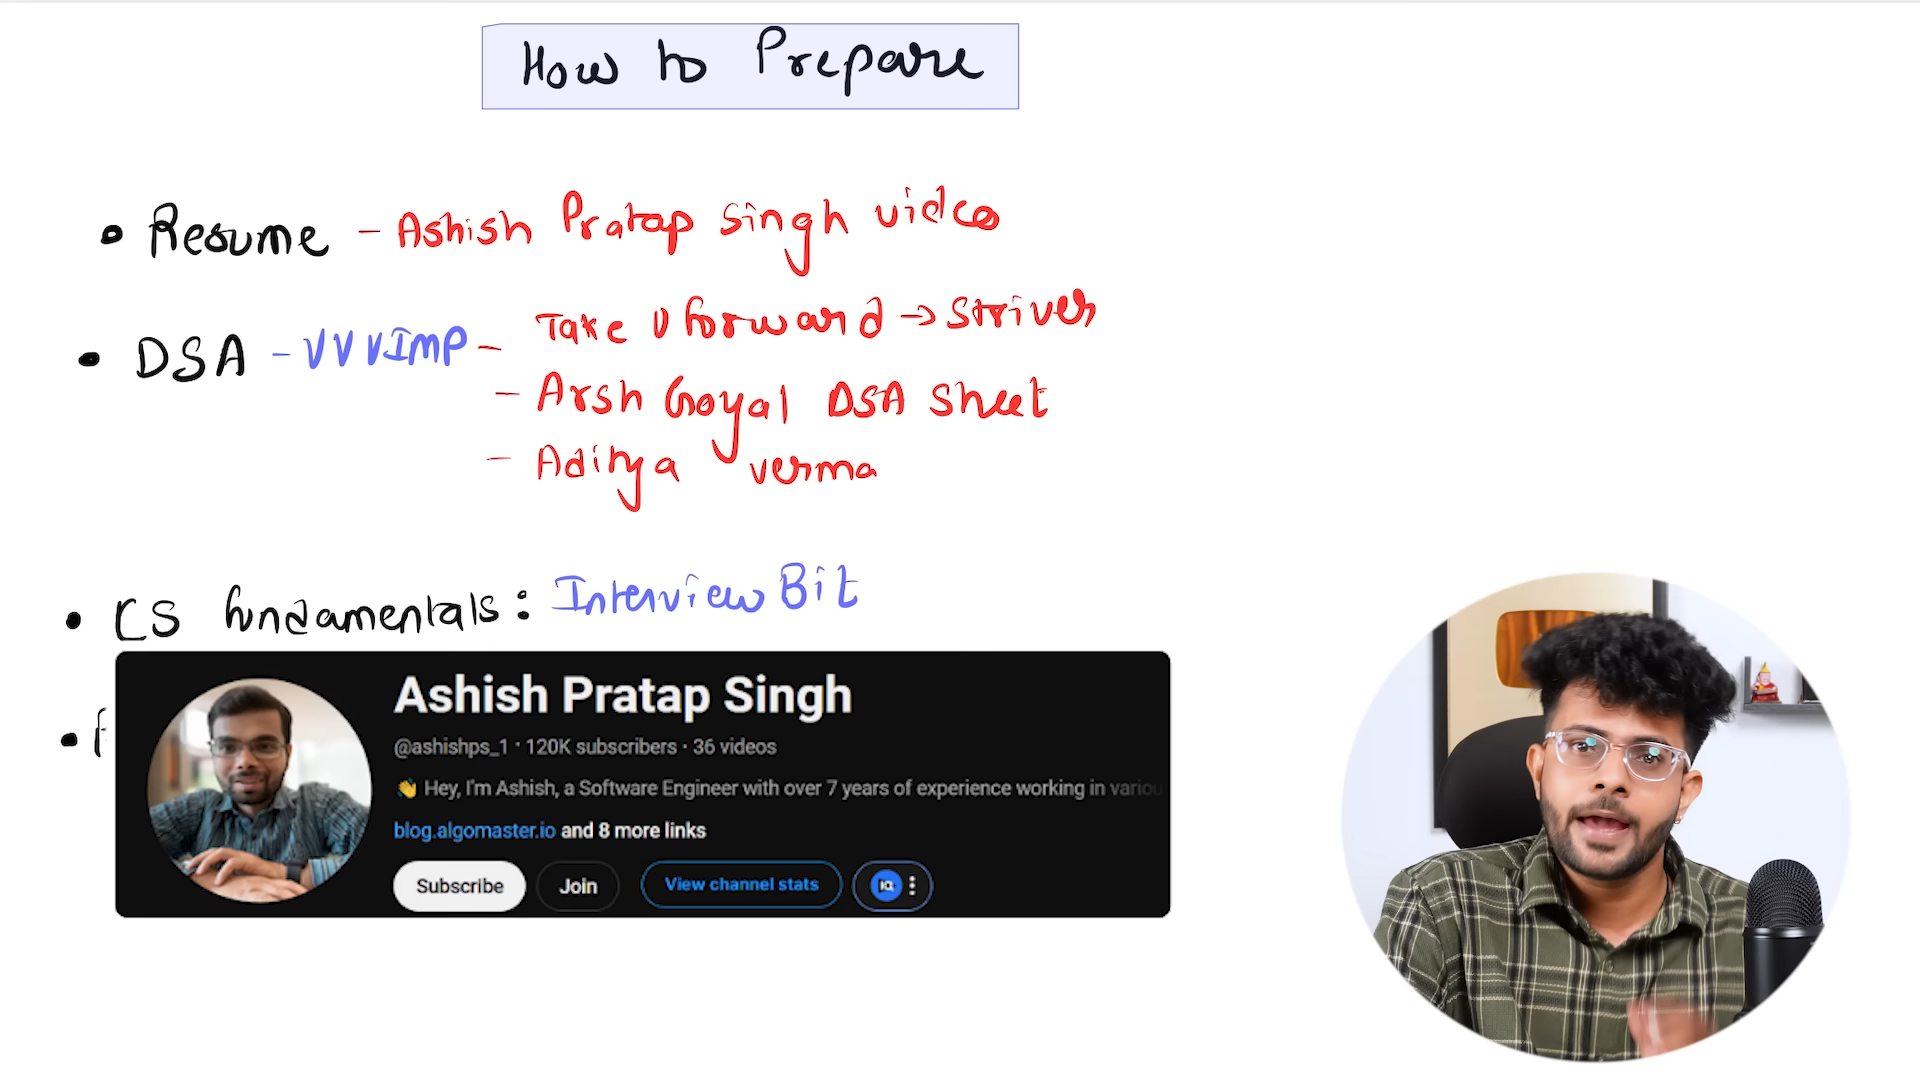 How to Prepare
• Resume - Ashish Pratap Singh video
• DSA - VVVIMP - Take U forward → Striver
- Arsh Goyal DSA Sheet
- Aditya Verma
• CS fundamentals: InterviewBit
Ashish Pratap Singh
@ashishps_1 · 120K subscribers · 36 videos
👋 Hey, I'm Ashish, a Software Engineer with over 7 years of experience working in variou
blog.algomaster.io and 8 more links
Subscribe Join View channel stats IQ